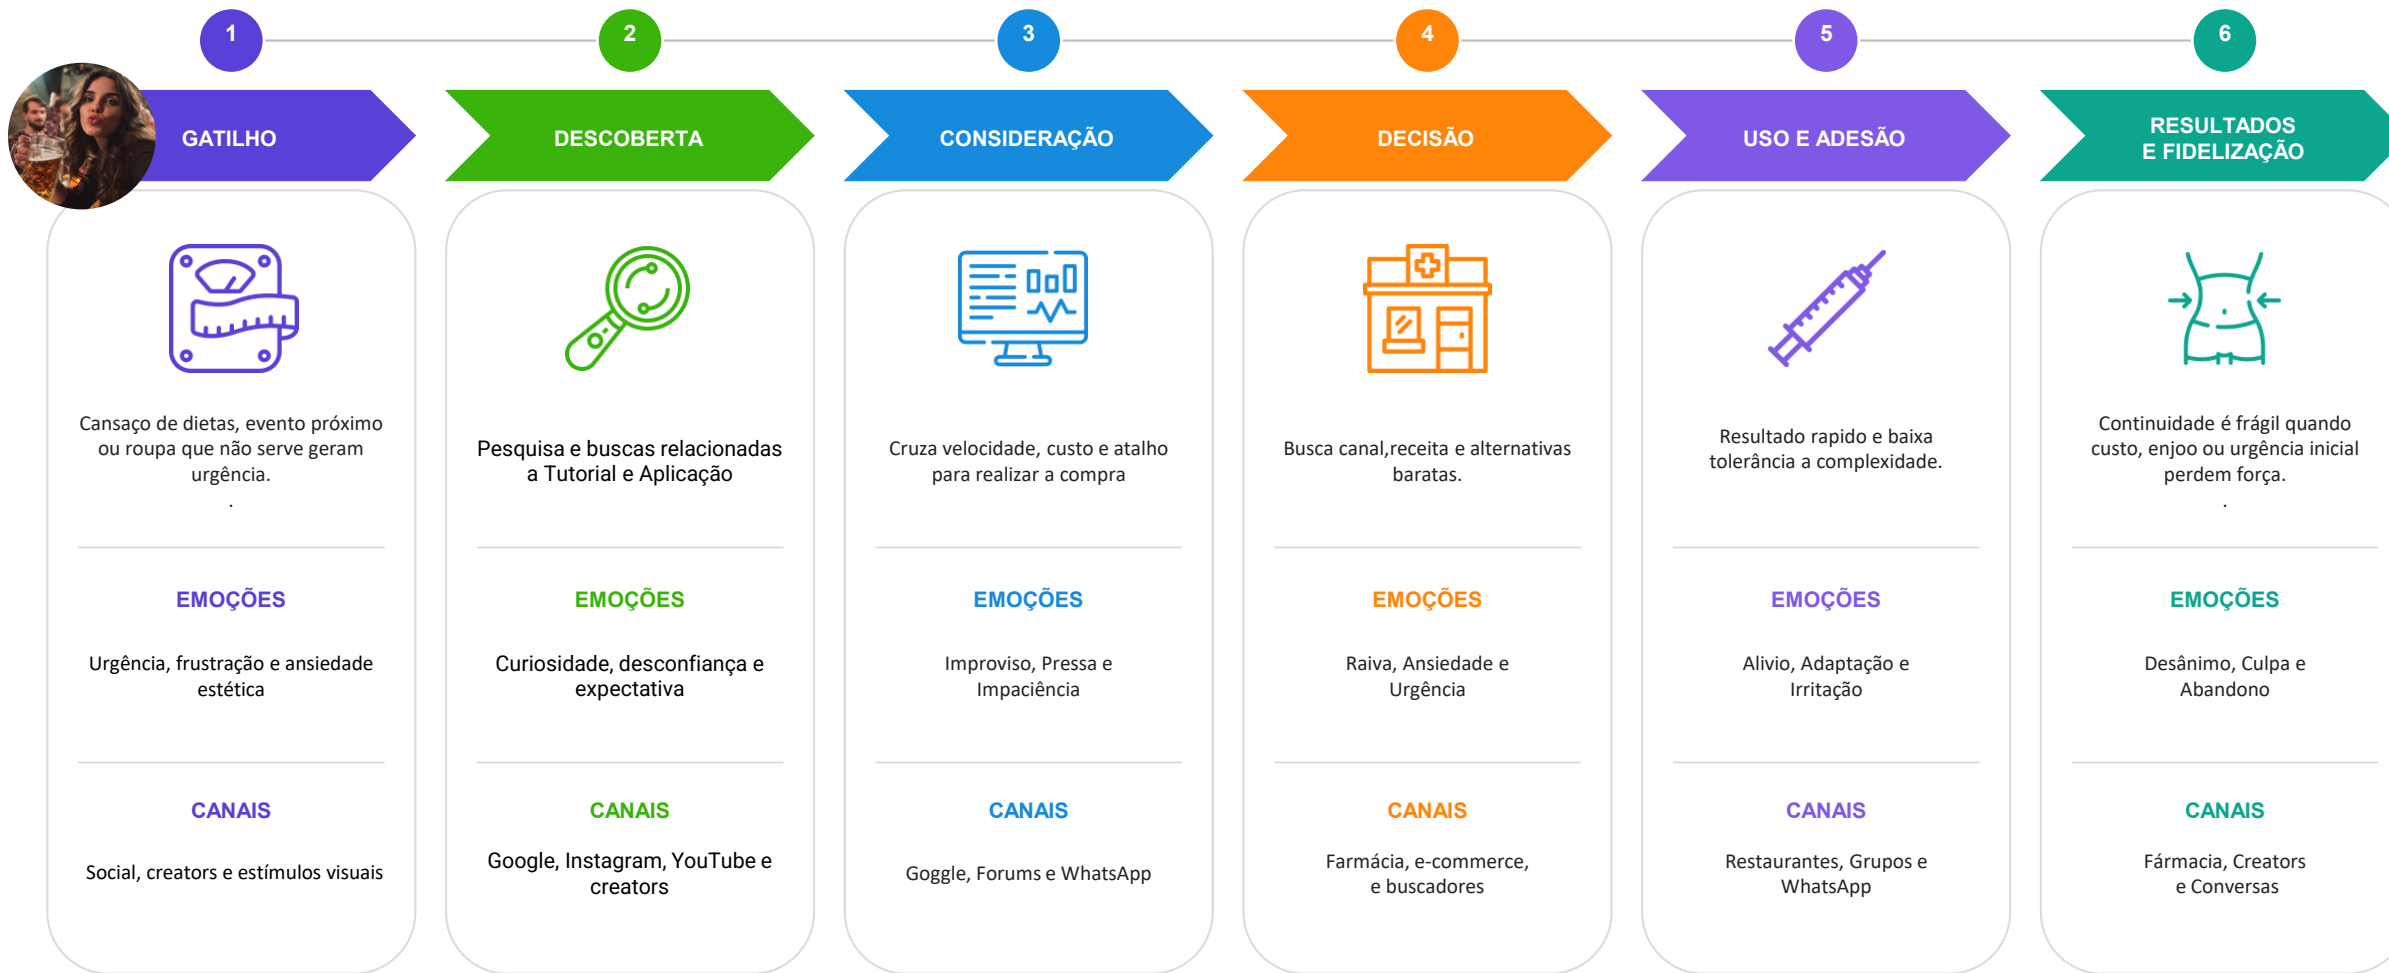 1
2
3
4
5
6
GATILHO
DESCOBERTA
CONSIDERAÇÃO
DECISÃO
USO E ADESÃO
RESULTADOS
E FIDELIZAÇÃO
Cansaço de dietas, evento próximo
ou roupa que não serve geram
urgência.
.
Pesquisa e buscas relacionadas
a Tutorial e Aplicação
Cruza velocidade, custo e atalho
para realizar a compra
Busca canal,receita e alternativas
baratas.
Resultado rapido e baixa
tolerância a complexidade.
Continuidade é frágil quando
custo, enjoo ou urgência inicial
perdem força.
.
EMOÇÕES
EMOÇÕES
EMOÇÕES
EMOÇÕES
EMOÇÕES
EMOÇÕES
Urgência, frustração e ansiedade
estética
Curiosidade, desconfiança e
expectativa
Improviso, Pressa e
Impaciência
Raiva, Ansiedade e
Urgência
Alivio, Adaptação e
Irritação
Desânimo, Culpa e
Abandono
CANAIS
CANAIS
CANAIS
CANAIS
CANAIS
CANAIS
Social, creators e estímulos visuais
Google, Instagram, YouTube e
creators
Goggle, Forums e WhatsApp
Farmácia, e-commerce,
e buscadores
Restaurantes, Grupos e
WhatsApp
Fármacia, Creators
e Conversas